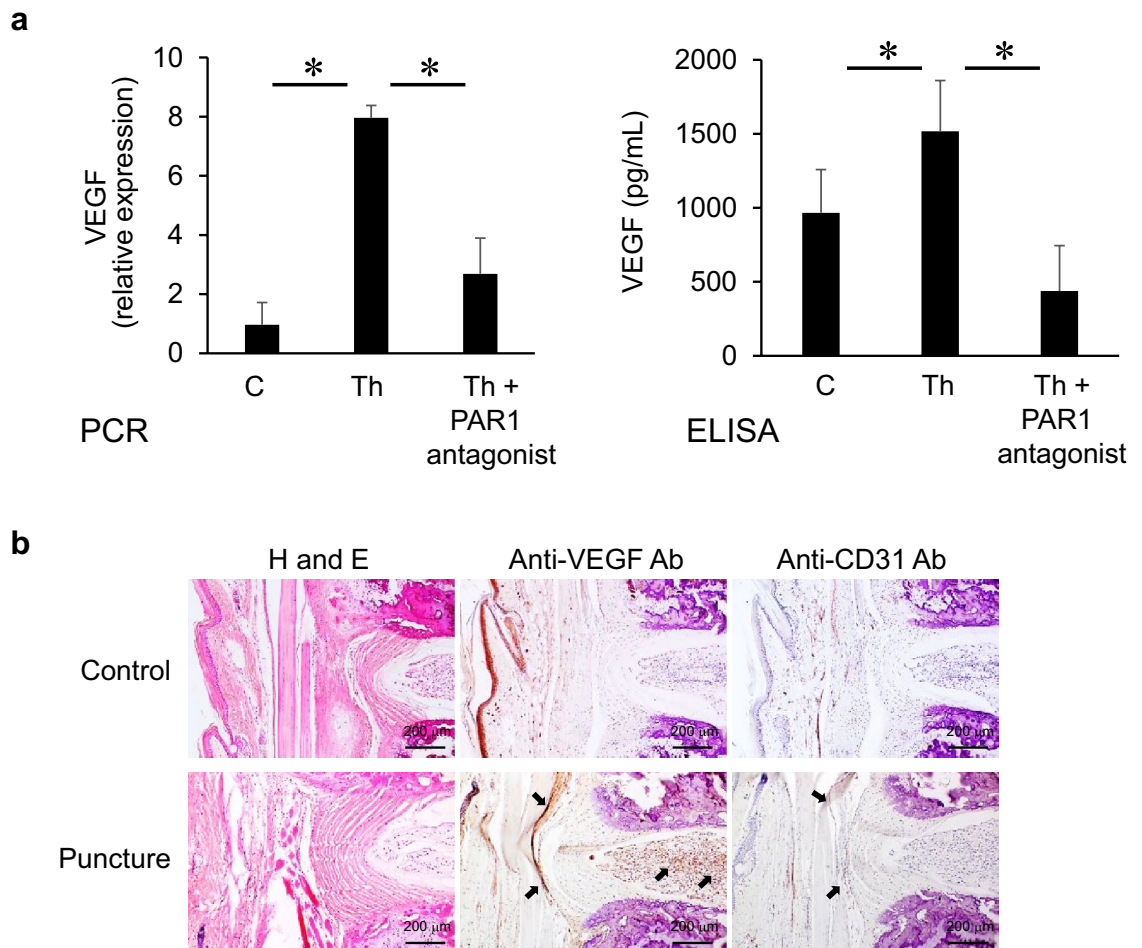 a
10
8
6
4
2
0
VEGF
(relative expression)
*
*
C
Th
Th +
PAR1
antagonist
PCR
2000
1500
1000
500
0
VEGF (pg/mL)
*
*
C
Th
Th +
PAR1
antagonist
ELISA
b
H and E
Anti-VEGF Ab
Anti-CD31 Ab
Control
200 μm
200 μm
200 μm
Puncture
200 μm
200 μm
200 μm